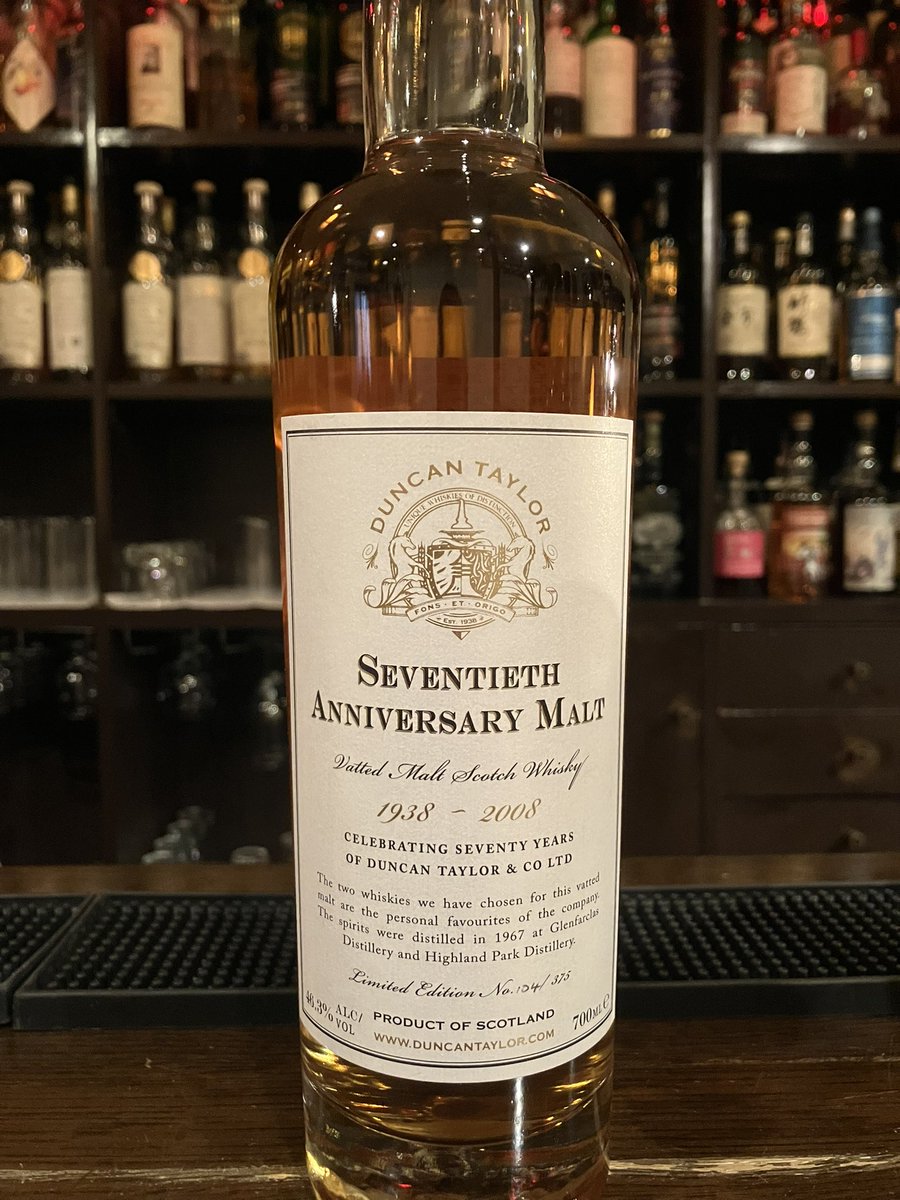 DUNCAN TAYLOR
UNIQUE WHISKIES OF DISTINCTION
FONS · ET · ORIGO
EST. 1938
SEVENTIETH
ANNIVERSARY MALT
Vatted Malt Scotch Whisky
1938 – 2008
CELEBRATING SEVENTY YEARS
OF DUNCAN TAYLOR & CO LTD
The two whiskies we have chosen for this vatted
malt are the personal favourites of the company.
The spirits were distilled in 1967 at Glenfarclas
Distillery and Highland Park Distillery.
Limited Edition No. 104/ 375
46.3% ALC/
VOL
PRODUCT OF SCOTLAND
700ML e
WWW.DUNCANTAYLOR.COM